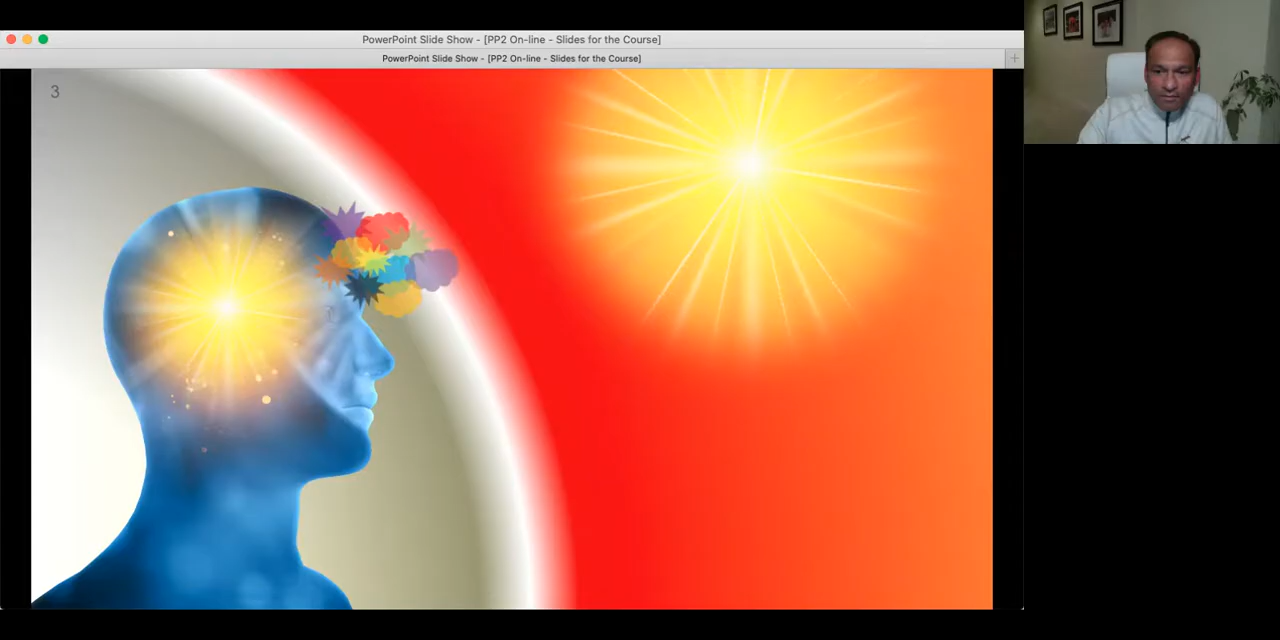 PowerPoint Slide Show - [PP2 On-line - Slides for the Course]
PowerPoint Slide Show - [PP2 On-line - Slides for the Course]
3